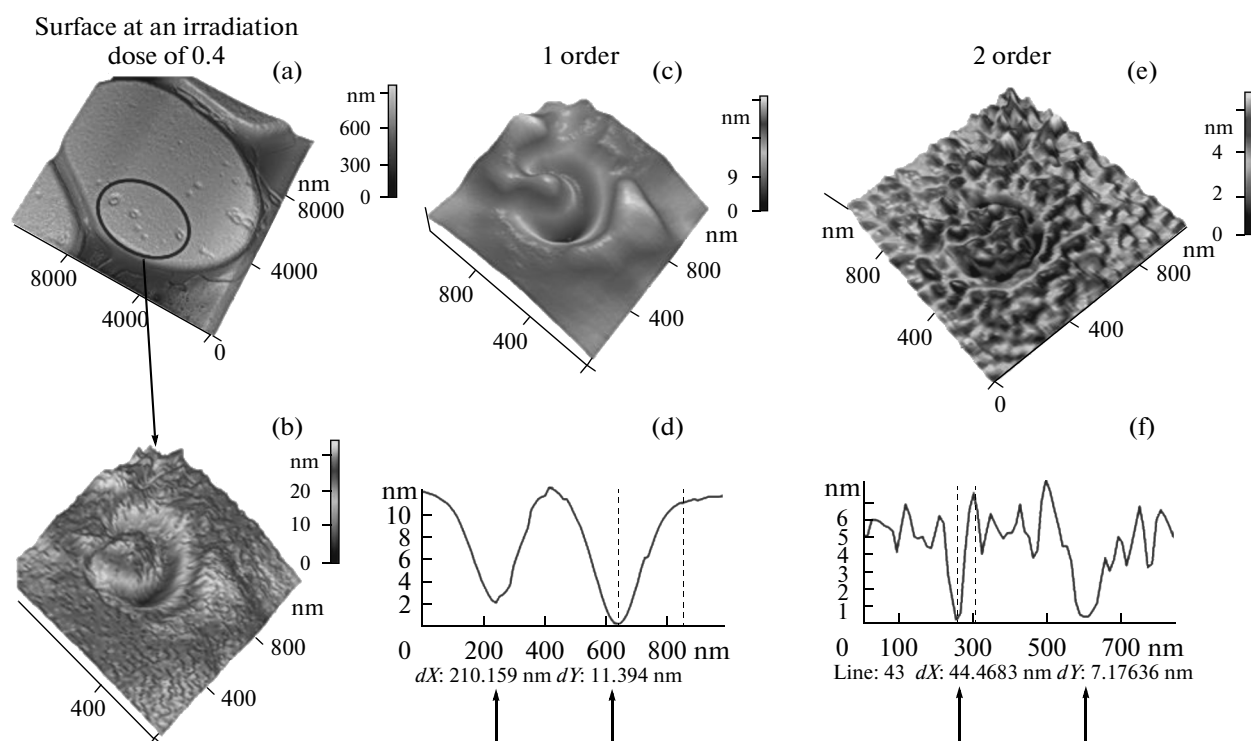 Surface at an irradiation
dose of 0.4
(a)
nm
600
300
0
nm
8000
4000
0
4000
8000
1 order
(c)
nm
9
0
nm
800
400
400
800
2 order
(e)
nm
4
2
0
nm
800
400
0
400
800
nm
(b)
nm
20
10
0
nm
800
400
400
(d)
nm
10
8
6
4
2
0 200 400 600 800 nm
dX: 210.159 nm dY: 11.394 nm
(f)
nm
6
5
4
3
2
1
0 100 300 500 700 nm
Line: 43 dX: 44.4683 nm dY: 7.17636 nm